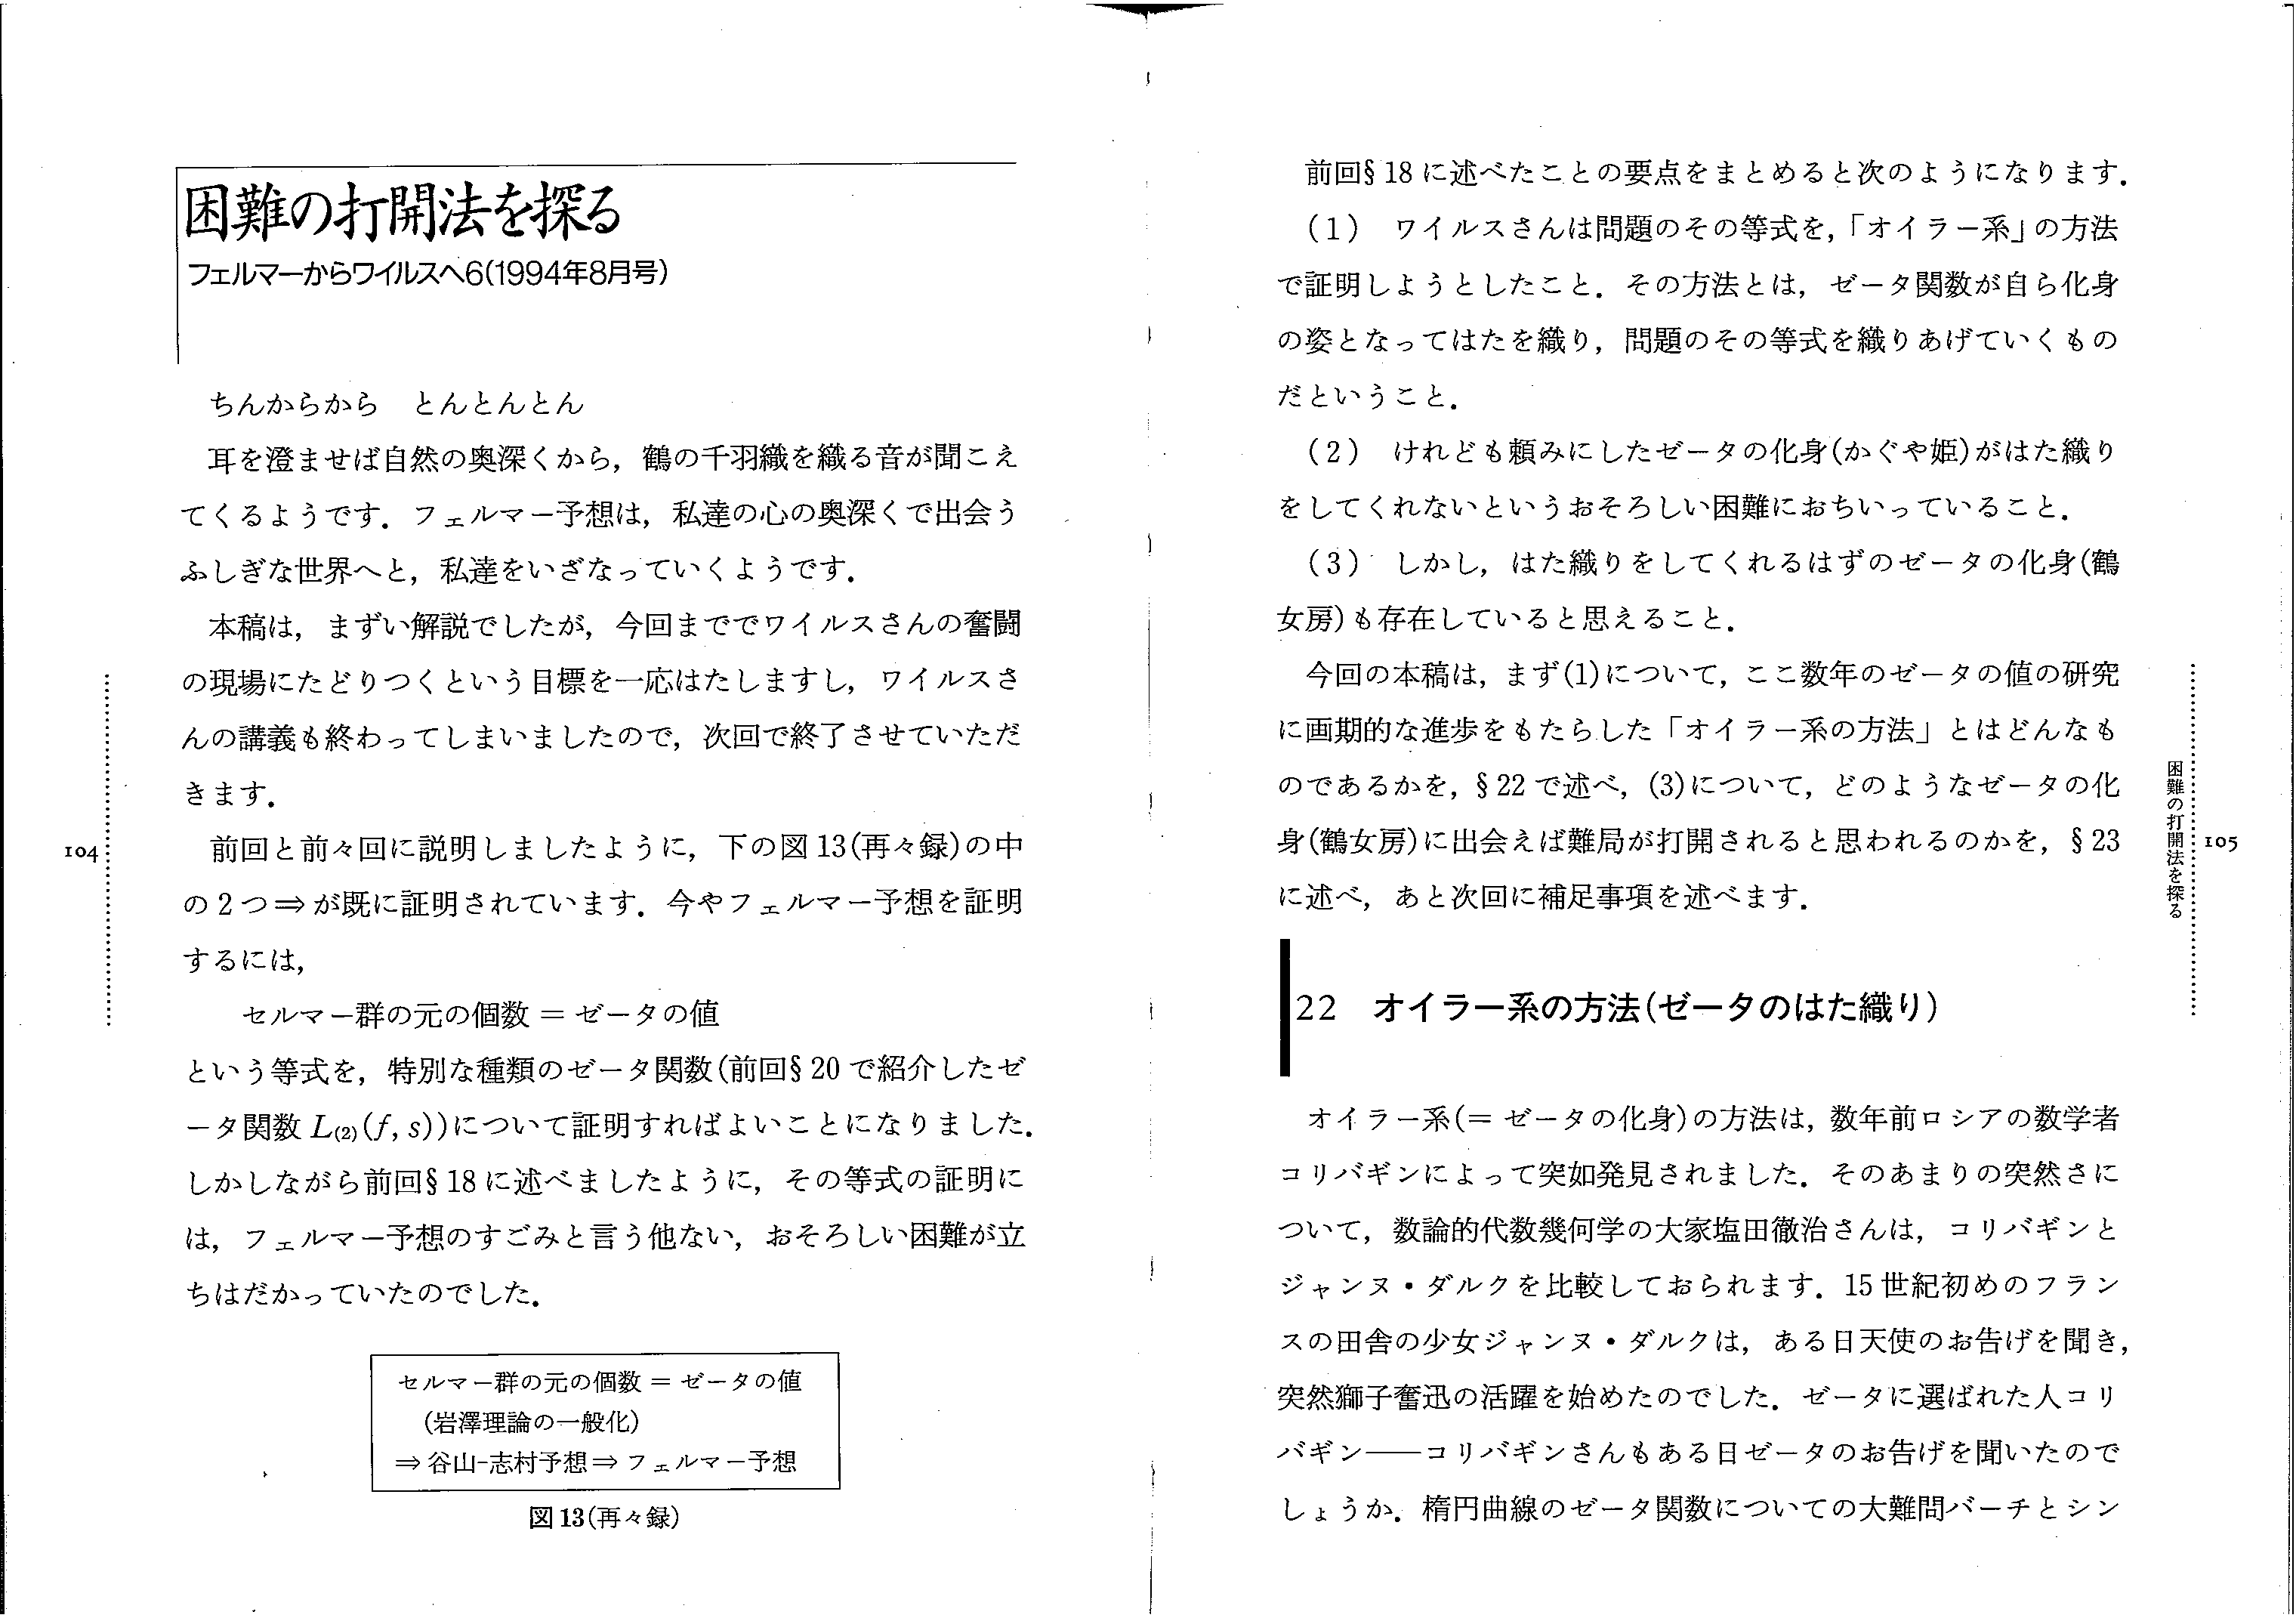 困難の打開法を探る
フェルマーからワイルスへ6(1994年8月号)
ちんからから　とんとんとん
耳を澄ませば自然の奥深くから，鶴の千羽織を織る音が聞こえ
てくるようです．フェルマー予想は，私達の心の奥深くで出会う
ふしぎな世界へと，私達をいざなっていくようです．
本稿は，まずい解説でしたが，今回まででワイルスさんの奮闘
の現場にたどりつくという目標を一応はたしますし，ワイルスさ
んの講義も終わってしまいましたので，次回で終了させていただ
きます．
前回と前々回に説明しましたように，下の図13(再々録)の中
の2つ⇒が既に証明されています．今やフェルマー予想を証明
するには，
セルマー群の元の個数 = ゼータの値
という等式を，特別な種類のゼータ関数(前回§20で紹介したゼ
ータ関数 L₍₂₎(f, s))について証明すればよいことになりました．
しかしながら前回§18に述べましたように，その等式の証明に
は，フェルマー予想のすごみと言う他ない，おそろしい困難が立
ちはだかっていたのでした．
セルマー群の元の個数 = ゼータの値
(岩澤理論の一般化)
⇒谷山-志村予想⇒フェルマー予想
図13(再々録)
104
前回§18に述べたことの要点をまとめると次のようになります．
(1)　ワイルスさんは問題のその等式を，「オイラー系」の方法
で証明しようとしたこと．その方法とは，ゼータ関数が自ら化身
の姿となってはたを織り，問題のその等式を織りあげていくもの
だということ．
(2)　けれども頼みにしたゼータの化身(かぐや姫)がはた織り
をしてくれないというおそろしい困難におちいっていること．
(3)　しかし，はた織りをしてくれるはずのゼータの化身(鶴
女房)も存在していると思えること．
今回の本稿は，まず(1)について，ここ数年のゼータの値の研究
に画期的な進歩をもたらした「オイラー系の方法」とはどんなも
のであるかを，§22で述べ，(3)について，どのようなゼータの化
身(鶴女房)に出会えば難局が打開されると思われるのかを，§23
に述べ，あと次回に補足事項を述べます．
22　オイラー系の方法(ゼータのはた織り)
オイラー系(= ゼータの化身)の方法は，数年前ロシアの数学者
コリバギンによって突如発見されました．そのあまりの突然さに
ついて，数論的代数幾何学の大家塩田徹治さんは，コリバギンと
ジャンヌ・ダルクを比較しておられます．15世紀初めのフラン
スの田舎の少女ジャンヌ・ダルクは，ある日天使のお告げを聞き，
突然獅子奮迅の活躍を始めたのでした．ゼータに選ばれた人コリ
バギン――コリバギンさんもある日ゼータのお告げを聞いたので
しょうか．楕円曲線のゼータ関数についての大難問バーチとシン
困難の打開法を探る
105